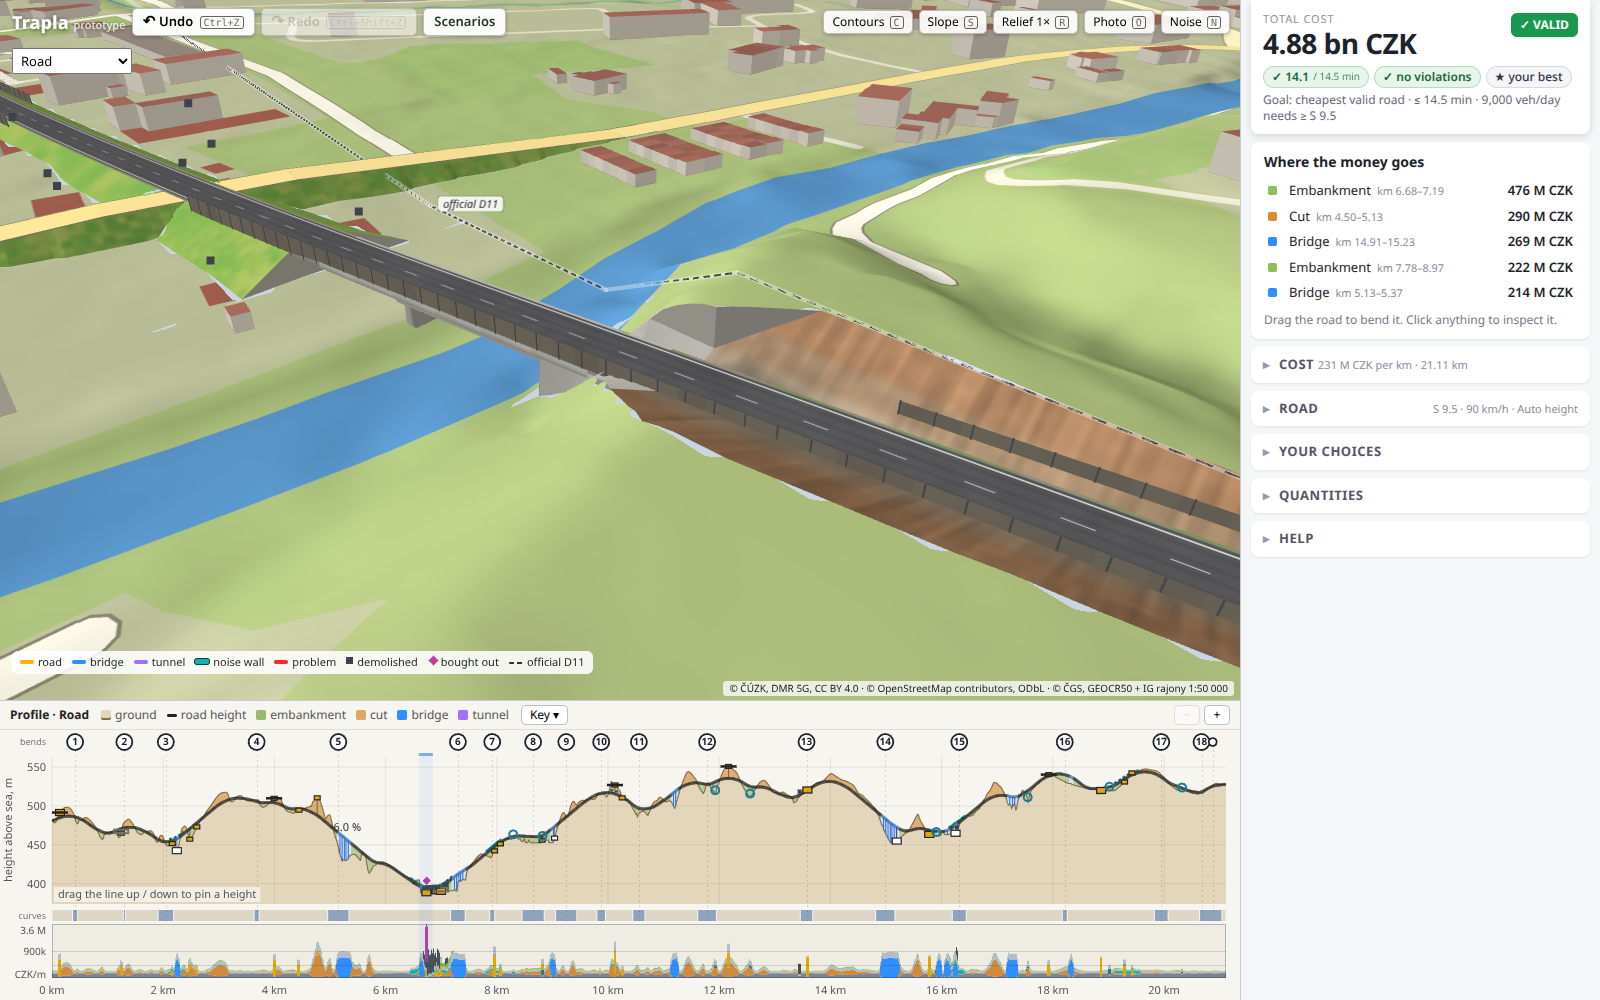 Trapla prototype
↶ Undo Ctrl+Z
↷ Redo Ctrl+Shift+Z
Scenarios
Contours C
Slope S
Relief 1× R
Photo O
Noise N
Road
official D11
road
bridge
tunnel
noise wall
problem
demolished
bought out
official D11
© ČÚZK, DMR 5G, CC BY 4.0 · © OpenStreetMap contributors, ODbL · © ČGS, GEOCR50 + IG rajony 1:50 000
TOTAL COST
4.88 bn CZK
✓ VALID
✓ 14.1 / 14.5 min
✓ no violations
★ your best
Goal: cheapest valid road · ≤ 14.5 min · 9,000 veh/day
needs ≥ S 9.5
Where the money goes
Embankment km 6.68–7.19 476 M CZK
Cut km 4.50–5.13 290 M CZK
Bridge km 14.91–15.23 269 M CZK
Embankment km 7.78–8.97 222 M CZK
Bridge km 5.13–5.37 214 M CZK
Drag the road to bend it. Click anything to inspect it.
▶ COST 231 M CZK per km · 21.11 km
▶ ROAD S 9.5 · 90 km/h · Auto height
▶ YOUR CHOICES
▶ QUANTITIES
▶ HELP
Profile · Road
ground
road height
embankment
cut
bridge
tunnel
Key ▾
−
+
bends 1 2 3 4 5 6 7 8 9 10 11 12 13 14 15 16 17 18
height above sea, m
550
500
450
400
6.0 %
drag the line up / down to pin a height
curves
3.6 M
900k
CZK/m
0 km 2 km 4 km 6 km 8 km 10 km 12 km 14 km 16 km 18 km 20 km